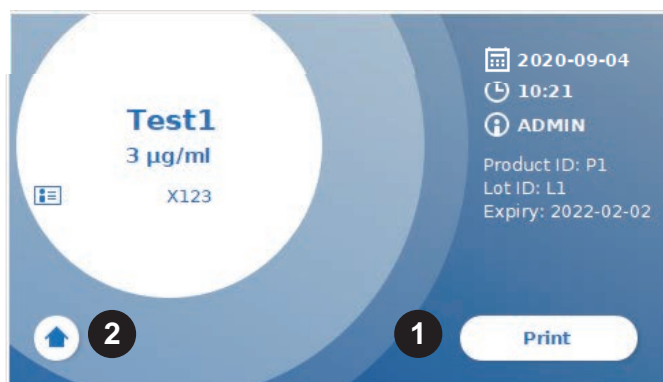 Test1
3 µg/ml
X123
2020-09-04
10:21
ADMIN
Product ID: P1
Lot ID: L1
Expiry: 2022-02-02
2
1
Print